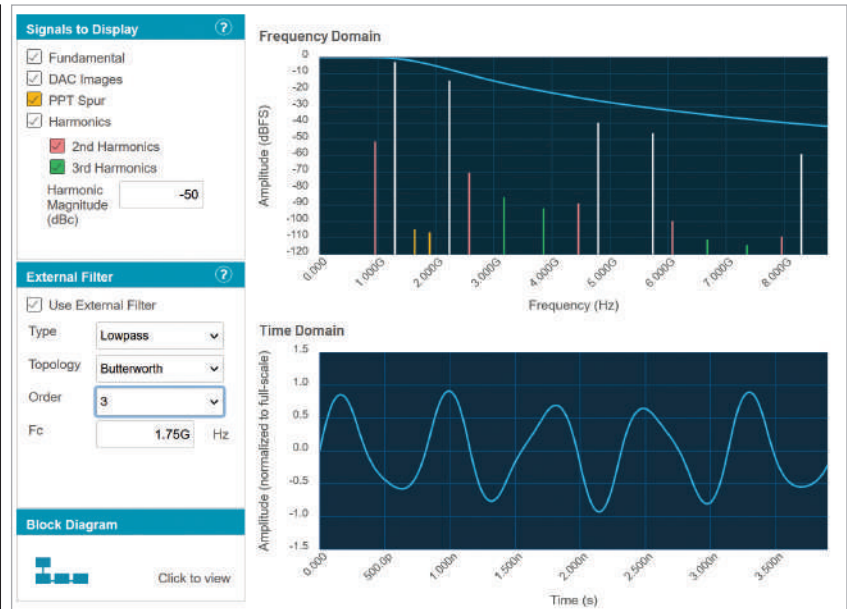 Signals to Display ?
Fundamental
DAC Images
PPT Spur
Harmonics
2nd Harmonics
3rd Harmonics
Harmonic
Magnitude
(dBc)
-50
External Filter ?
Use External Filter
Type Lowpass
Topology Butterworth
Order 3
Fc 1.75G Hz
Block Diagram
Click to view
Frequency Domain
Amplitude (dBFS)
0
-10
-20
-30
-40
-50
-60
-70
-80
-90
-100
-110
-120
0.000 1.000G 2.000G 3.000G 4.000G 5.000G 6.000G 7.000G 8.000G
Frequency (Hz)
Time Domain
Amplitude (normalized to full-scale)
1.5
1.0
0.5
0.0
-0.5
-1.0
-1.5
0.000 500.0p 1.000n 1.500n 2.000n 2.500n 3.000n 3.500n
Time (s)